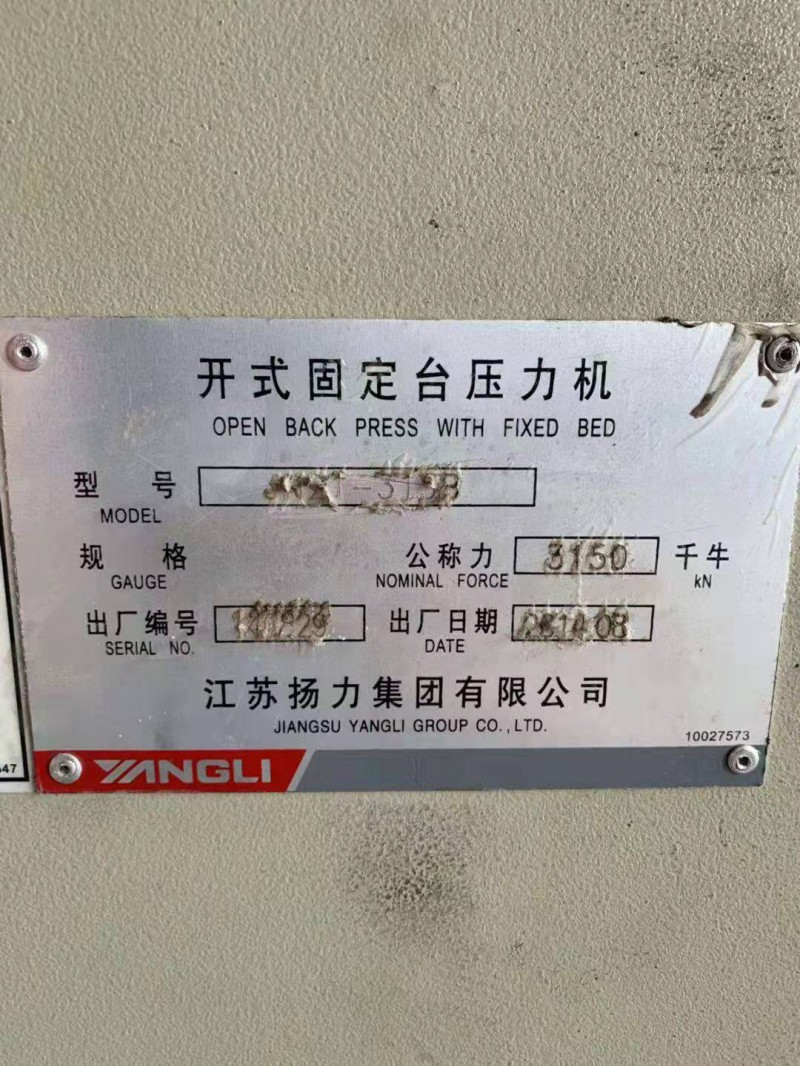 开式固定台压力机
OPEN BACK PRESS WITH FIXED BED
型号
MODEL
规格
GAUGE
公称力 3150 千牛
NOMINAL FORCE kN
出厂编号
SERIAL NO.
出厂日期
DATE
江苏扬力集团有限公司
JIANGSU YANGLI GROUP CO.,LTD.
10027573
YANGLI